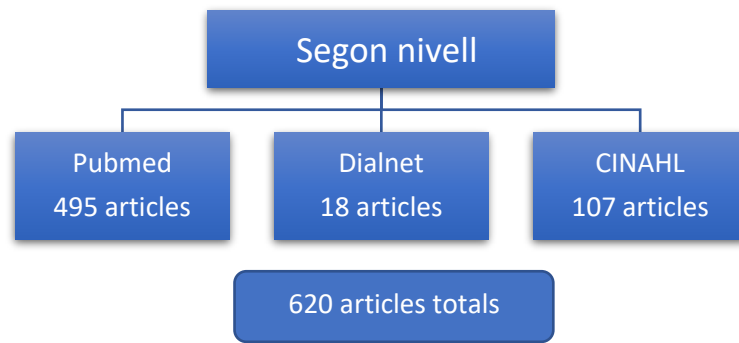 Segon nivell
Pubmed
495 articles
Dialnet
18 articles
CINAHL
107 articles
620 articles totals